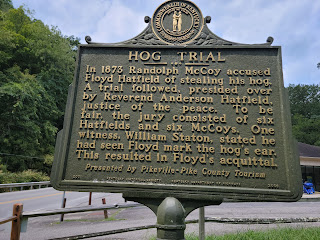 HOG TRIAL
In 1873 Randolph McCoy accused
Floyd Hatfield of stealing his hog.
A trial followed, presided over
by Reverend Anderson Hatfield,
justice of the peace. To be
fair, the jury consisted of six
Hatfields and six McCoys. One
witness, William Staton, stated he
had seen Floyd mark the hog's ear.
This resulted in Floyd's acquittal.
Presented by Pikeville-Pike County Tourism